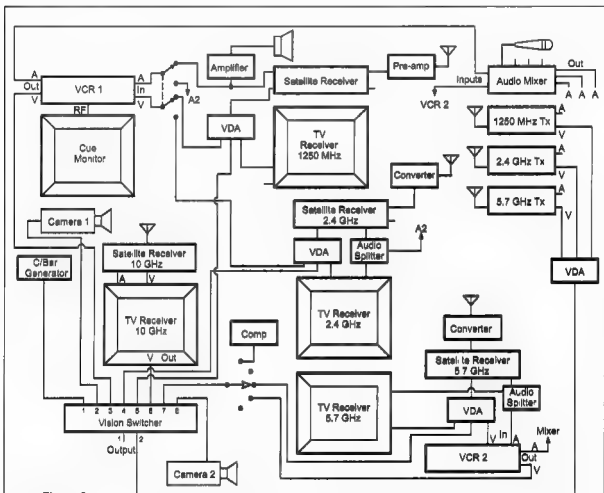 Amplifier
Pre-amp
Out
A
Out
V
VCR 1
A
In
V
A2
Satellite Receiver
Inputs
Audio Mixer
VCR 2
A A A
RF
Cue
Monitor
VDA
TV
Receiver
1250 MHz
1250 MHz Tx
A
V
2.4 GHz Tx
A
V
5.7 GHz Tx
A
V
Converter
Camera 1
Satellite Receiver
2.4 GHz
C/Bar
Generator
Satellite Receiver
10 GHz
A V
VDA
Audio
Splitter
A2
VDA
TV Receiver
10 GHz
V Out
TV Receiver
2.4 GHz
Comp
Converter
Satellite Receiver
5.7 GHz
TV Receiver
5.7 GHz
Audio
Splitter
VDA
1 2 3 4 5 6 7 8
Vision Switcher
1 2
Output
Camera 2
V In A
VCR 2
A
Out
V
Mixer